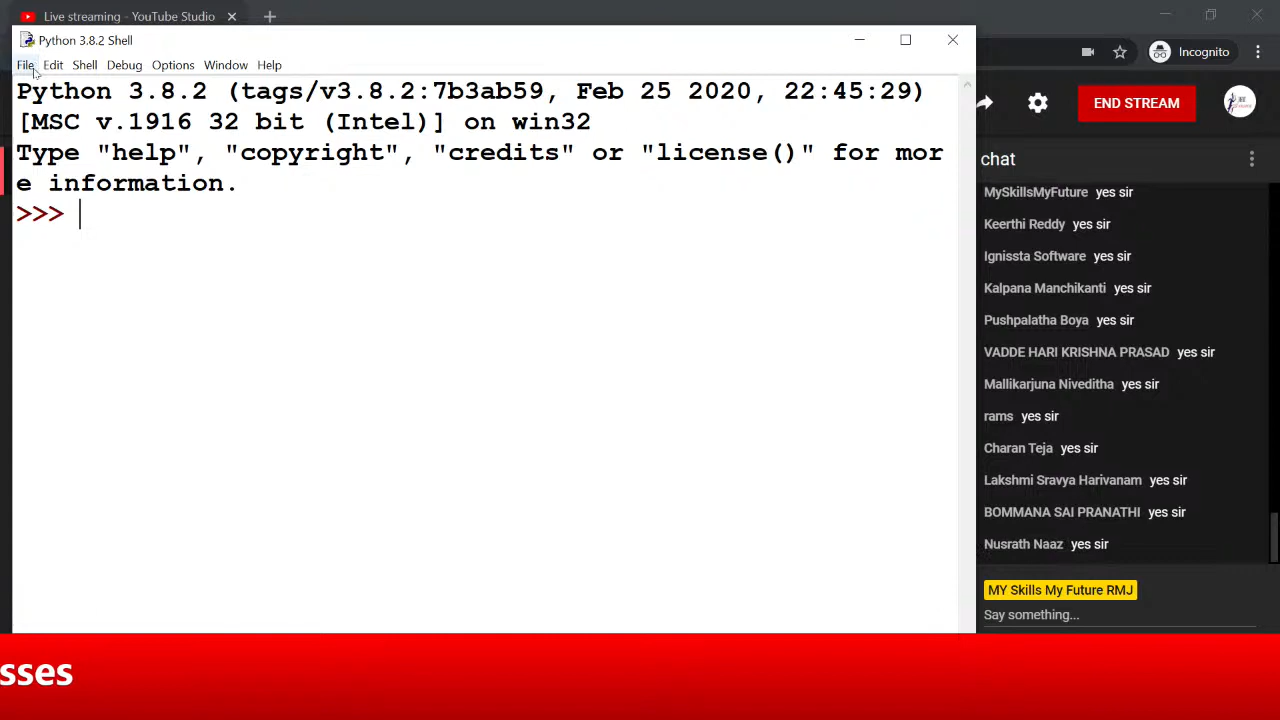 Live streaming - YouTube Studio
Python 3.8.2 Shell
Incognito
File Edit Shell Debug Options Window Help
Python 3.8.2 (tags/v3.8.2:7b3ab59, Feb 25 2020, 22:45:29)
[MSC v.1916 32 bit (Intel)] on win32
Type "help", "copyright", "credits" or "license()" for mor
e information.
>>>
END STREAM
chat
MySkillsMyFuture yes sir
Keerthi Reddy yes sir
Ignissta Software yes sir
Kalpana Manchikanti yes sir
Pushpalatha Boya yes sir
VADDE HARI KRISHNA PRASAD yes sir
Mallikarjuna Niveditha yes sir
rams yes sir
Charan Teja yes sir
Lakshmi Sravya Harivanam yes sir
BOMMANA SAI PRANATHI yes sir
Nusrath Naaz yes sir
MY Skills My Future RMJ
Say something...
sses